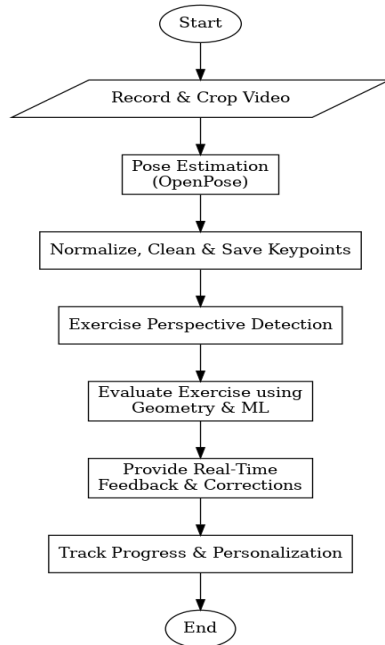 Start
Record & Crop Video
Pose Estimation
(OpenPose)
Normalize, Clean & Save Keypoints
Exercise Perspective Detection
Evaluate Exercise using
Geometry & ML
Provide Real-Time
Feedback & Corrections
Track Progress & Personalization
End